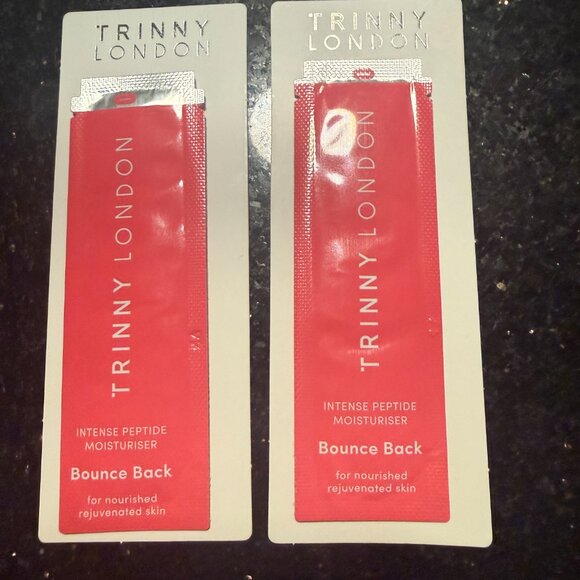 TRINNY
LONDON
TRINNY LONDON
INTENSE PEPTIDE
MOISTURISER
Bounce Back
for nourished
rejuvenated skin
TRINNY
LONDON
TRINNY LONDON
INTENSE PEPTIDE
MOISTURISER
Bounce Back
for nourished
rejuvenated skin